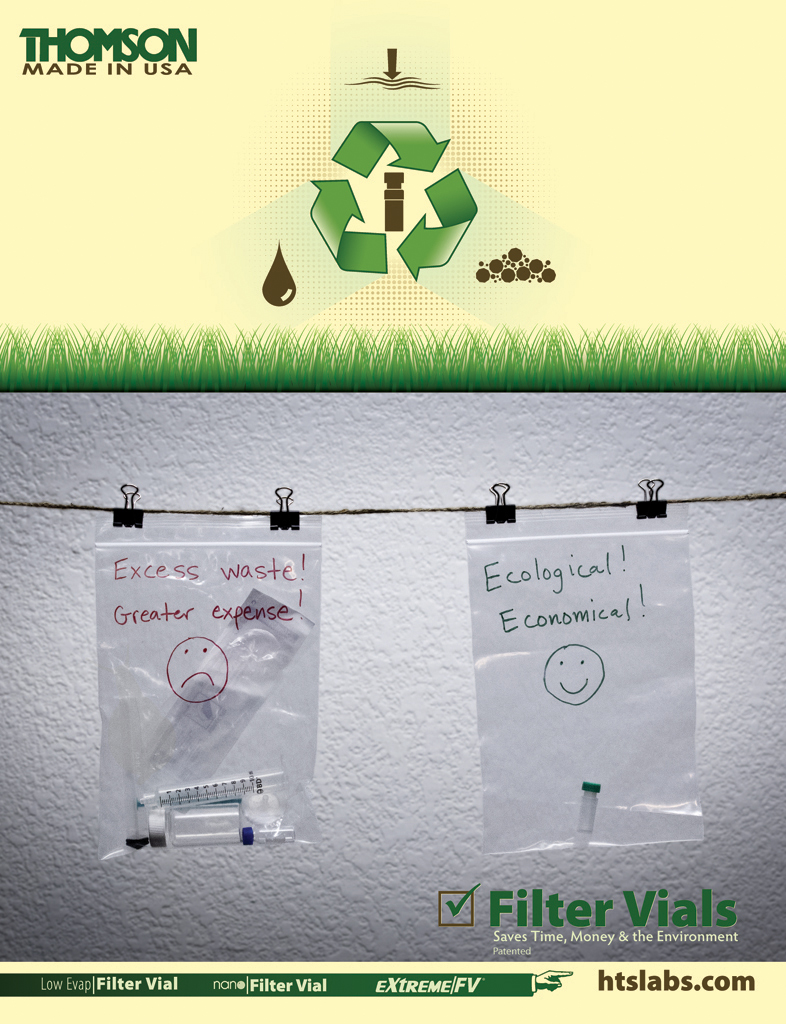 THOMSON
MADE IN USA
Excess waste!
Greater expense!
Ecological!
Economical!
Filter Vials
Saves Time, Money & the Environment
Patented
Low Evap|Filter Vial
nano|Filter Vial
eXtreme|FV®
htslabs.com